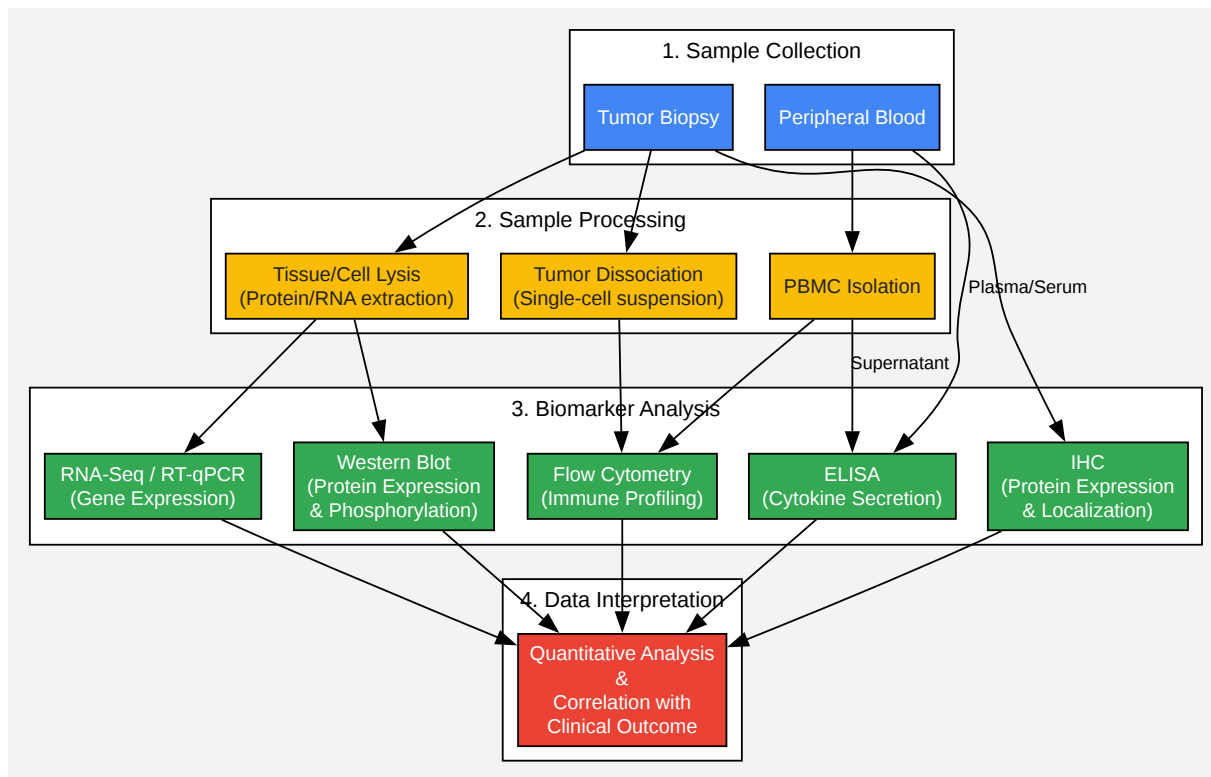 1. Sample Collection
Tumor Biopsy
Peripheral Blood
2. Sample Processing
Tissue/Cell Lysis
(Protein/RNA extraction)
Tumor Dissociation
(Single-cell suspension)
PBMC Isolation
Plasma/Serum
Supernatant
3. Biomarker Analysis
RNA-Seq / RT-qPCR
(Gene Expression)
Western Blot
(Protein Expression
& Phosphorylation)
Flow Cytometry
(Immune Profiling)
ELISA
(Cytokine Secretion)
IHC
(Protein Expression
& Localization)
4. Data Interpretation
Quantitative Analysis
&
Correlation with
Clinical Outcome